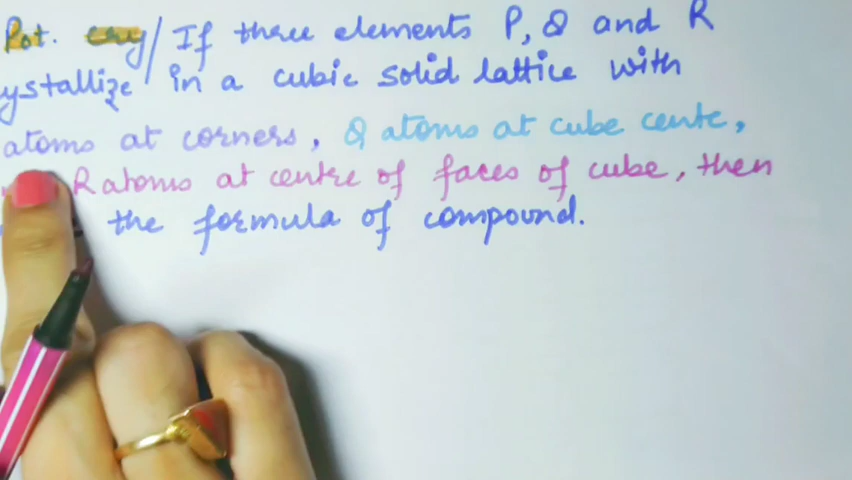 Pot. / If three elements P, Q and R
ystallize in a cubic solid lattice with
atoms at corners, Q atoms at cube cente,
R atoms at centre of faces of cube, then
the formula of compound.